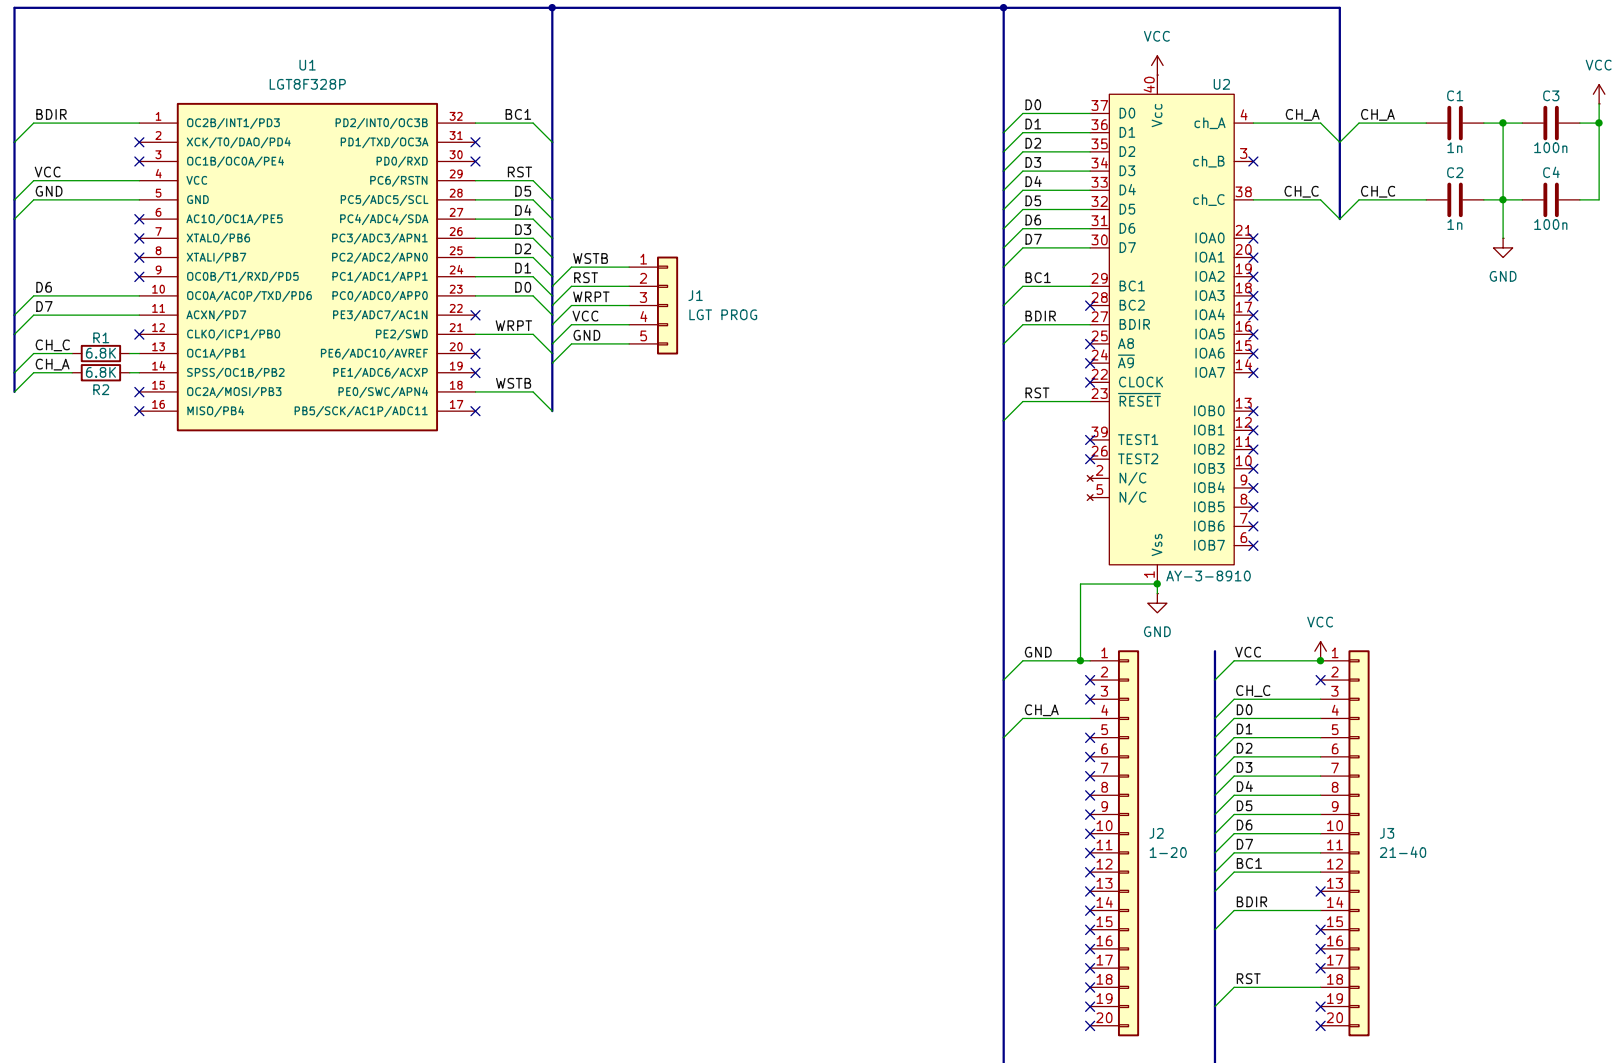 U1
LGT8F328P
BDIR 1 OC2B/INT1/PD3 PD2/INT0/OC3B 32 BC1
2 XCK/T0/DAO/PD4 PD1/TXD/OC3A 31
3 OC1B/OC0A/PE4 PD0/RXD 30
VCC 4 VCC PC6/RSTN 29 RST
GND 5 GND PC5/ADC5/SCL 28 D5
6 AC1O/OC1A/PE5 PC4/ADC4/SDA 27 D4
7 XTALO/PB6 PC3/ADC3/APN1 26 D3
8 XTALI/PB7 PC2/ADC2/APN0 25 D2
9 OC0B/T1/RXD/PD5 PC1/ADC1/APP1 24 D1
D6 10 OC0A/AC0P/TXD/PD6 PC0/ADC0/APP0 23 D0
D7 11 ACXN/PD7 PE3/ADC7/AC1N 22
12 CLKO/ICP1/PB0 PE2/SWD 21 WRPT
R1
CH_C 6.8K 13 OC1A/PB1 PE6/ADC10/AVREF 20
CH_A 6.8K 14 SPSS/OC1B/PB2 PE1/ADC6/ACXP 19
R2
15 OC2A/MOSI/PB3 PE0/SWC/APN4 18 WSTB
16 MISO/PB4 PB5/SCK/AC1P/ADC11 17
WSTB 1
RST 2
WRPT 3
VCC 4
GND 5
J1
LGT PROG
VCC
40
U2
Vcc
D0 37 D0
D1 36 D1
D2 35 D2
D3 34 D3
D4 33 D4
D5 32 D5
D6 31 D6
D7 30 D7
BC1 29 BC1
28 BC2
BDIR 27 BDIR
25 A8
24 A9
22 CLOCK
RST 23 RESET
39 TEST1
26 TEST2
2 N/C
5 N/C
ch_A 4 CH_A
ch_B 3
ch_C 38 CH_C
IOA0 21
IOA1 20
IOA2 19
IOA3 18
IOA4 17
IOA5 16
IOA6 15
IOA7 14
IOB0 13
IOB1 12
IOB2 11
IOB3 10
IOB4 9
IOB5 8
IOB6 7
IOB7 6
Vss
1
AY-3-8910
GND
CH_A C1 1n
C3 100n
CH_C C2 1n
C4 100n
VCC
GND
GND 1
2
3
CH_A 4
5
6
7
8
9
10
11
12
13
14
15
16
17
18
19
20
J2
1-20
VCC
VCC 1
2
CH_C 3
D0 4
D1 5
D2 6
D3 7
D4 8
D5 9
D6 10
D7 11
BC1 12
13
BDIR 14
15
16
17
RST 18
19
20
J3
21-40